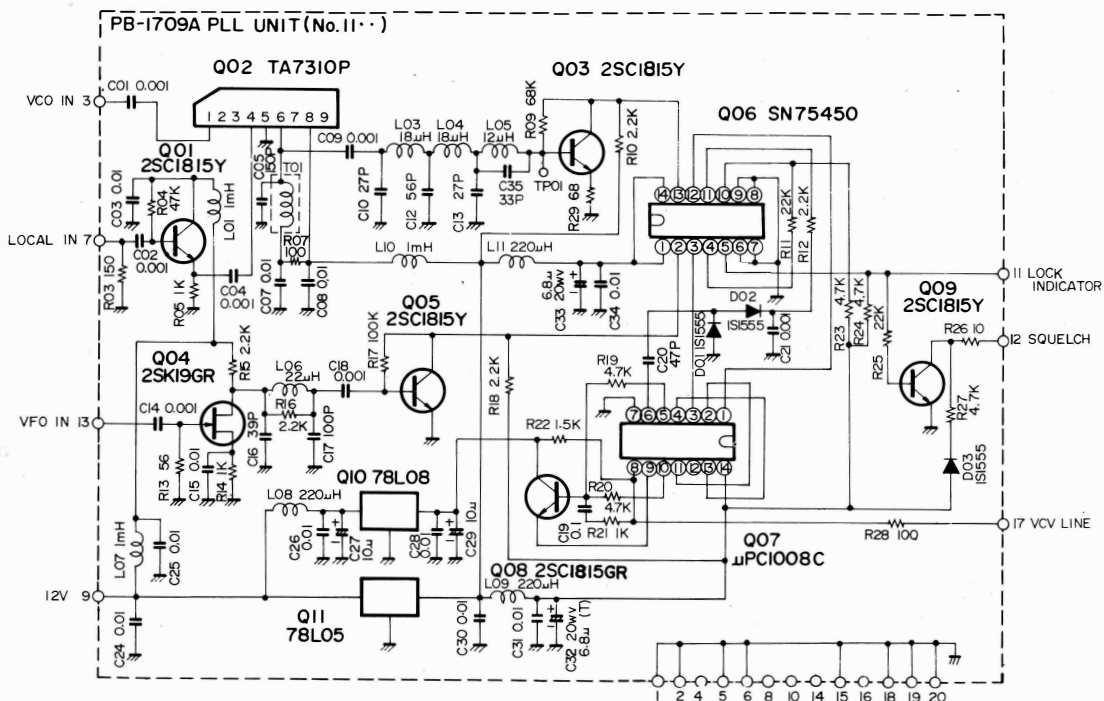 PB-1709A PLL UNIT (No.11··)
Q02 TA7310P
Q03 2SC1815Y
Q06 SN75450
C01 0.001
VCO IN 3
1 2 3 4 5 6 7 8 9
Q01
2SC1815Y
C03 0.01
R04
47K
L01 1mH
C05
150P
T01
C09 0.001
L03
18µH
L04
18µH
L05
12µH
R09 68K
R10 2.2K
C10 27P
C12 56P
C13 27P
C35
33P
TP01
R29 68
14 13 12 11 10 9 8
1 2 3 4 5 6 7
R11 22K
R12 2.2K
LOCAL IN 7
C02
0.001
R03 150
R05 1K
C04
0.001
R07
100
C07 0.01
C08 0.01
L10 1mH
L11 220µH
6.8µ
20wv
C33
C34 0.01
D02
1S1555
D01 1S1555
C21 0.001
C20
47P
R23 4.7K
R24 4.7K
22K
R25
11 LOCK
INDICATOR
Q09
2SC1815Y
R26 10
12 SQUELCH
R27
4.7K
D03
1S1555
Q05
2SC1815Y
R17 100K
Q04
2SK19GR
R15 2.2K
L06
22µH
C18
0.001
R16
2.2K
C16 39P
C17 100P
R18 2.2K
R19
4.7K
VFO IN 13
C14 0.001
R13 56
C15 0.01
R14 1K
7 6 5 4 3 2 1
8 9 10 11 12 13 14
R22 1.5K
R20
4.7K
C19
0.1
R21 1K
Q07
µPC1008C
R28 100
17 VCV LINE
Q10 78L08
L08 220µH
C26
0.01
C27
10µ
C28
0.01
C29
10µ
L07 1mH
C25 0.01
Q08 2SC1815GR
L09 220µH
12V 9
Q11
78L05
C24 0.01
C30 0.01
C31 0.01
C32 20wv
6.8µ (T)
1 2 4 5 6 8 10 14 15 16 18 19 20